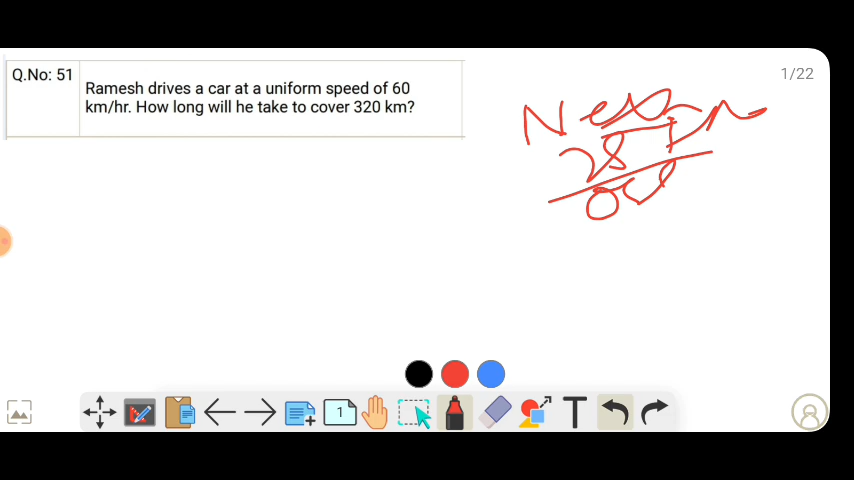 Q.No: 51
Ramesh drives a car at a uniform speed of 60
km/hr. How long will he take to cover 320 km?
1/22
28
1
T